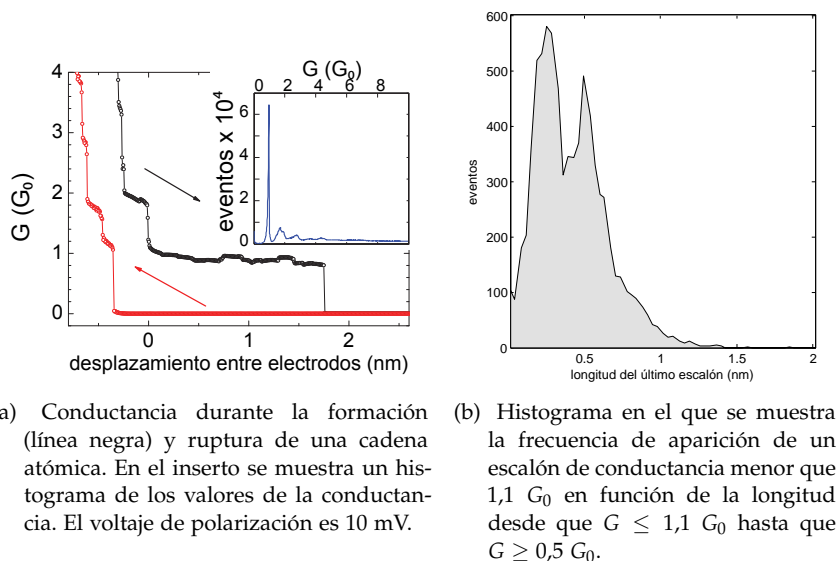 G (G₀)
0 2 4 6 8
eventos x 10⁴
6
4
2
0
G (G₀)
4
3
2
1
0
0 1 2
desplazamiento entre electrodos (nm)
600
500
400
300
200
100
0
eventos
0.5 1 1.5 2
longitud del último escalón (nm)
a) Conductancia durante la formación
(línea negra) y ruptura de una cadena
atómica. En el inserto se muestra un his-
tograma de los valores de la conductan-
cia. El voltaje de polarización es 10 mV.
(b) Histograma en el que se muestra
la frecuencia de aparición de un
escalón de conductancia menor que
1,1 G₀ en función de la longitud
desde que G ≤ 1,1 G₀ hasta que
G ≥ 0,5 G₀.